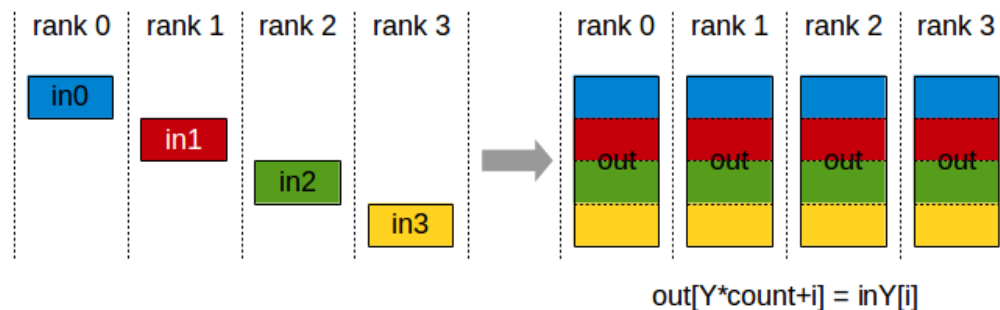 rank 0 rank 1 rank 2 rank 3 rank 0 rank 1 rank 2 rank 3
in0
in1
in2
in3
out out out out
out[Y*count+i] = inY[i]